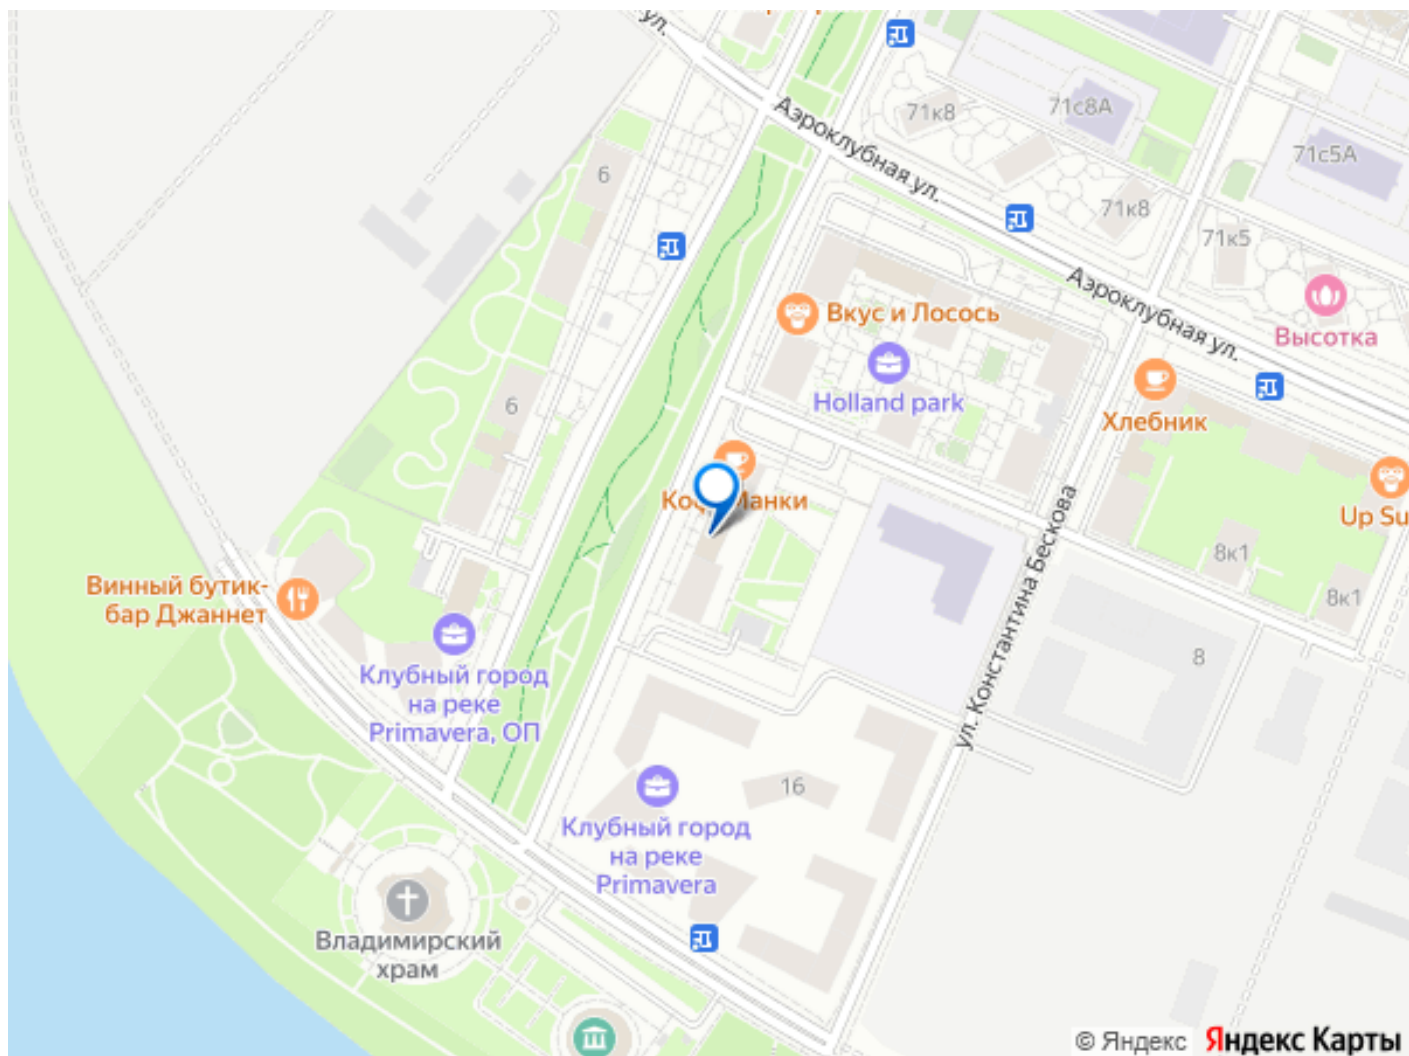 ул.
Аэроклубная ул.
71к8
71с8А
71с5А
6
71к8
71к5
Вкус и Лосось
Аэроклубная ул.
Высотка
Holland park
Хлебник
6
Манки
Up Su
ул. Константина Бескова
8к1
8к1
Винный бутик-
бар Джаннет
8
Клубный город
на реке
Primavera, ОП
16
Клубный город
на реке
Primavera
Владимирский
храм
© Яндекс Яндекс Карты